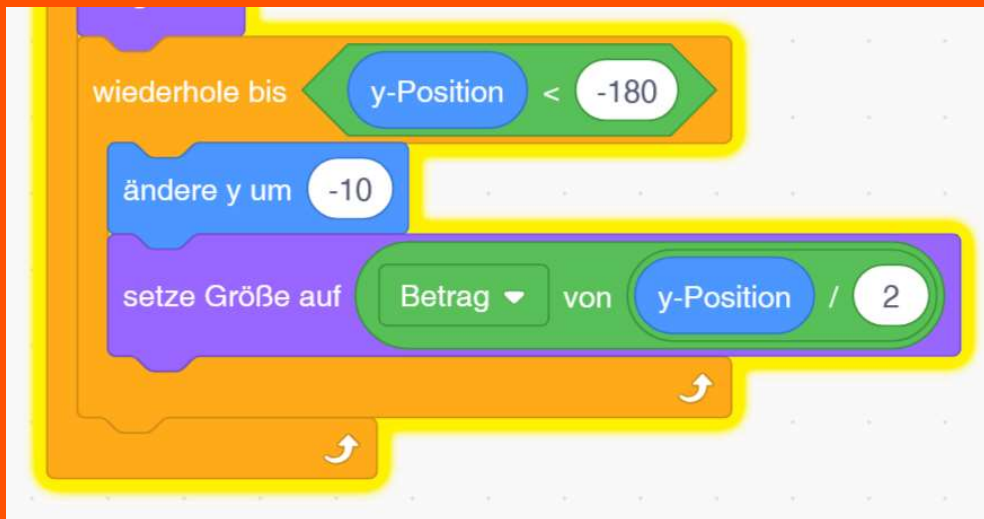 wiederhole bis y-Position < -180
ändere y um -10
setze Größe auf Betrag von y-Position / 2